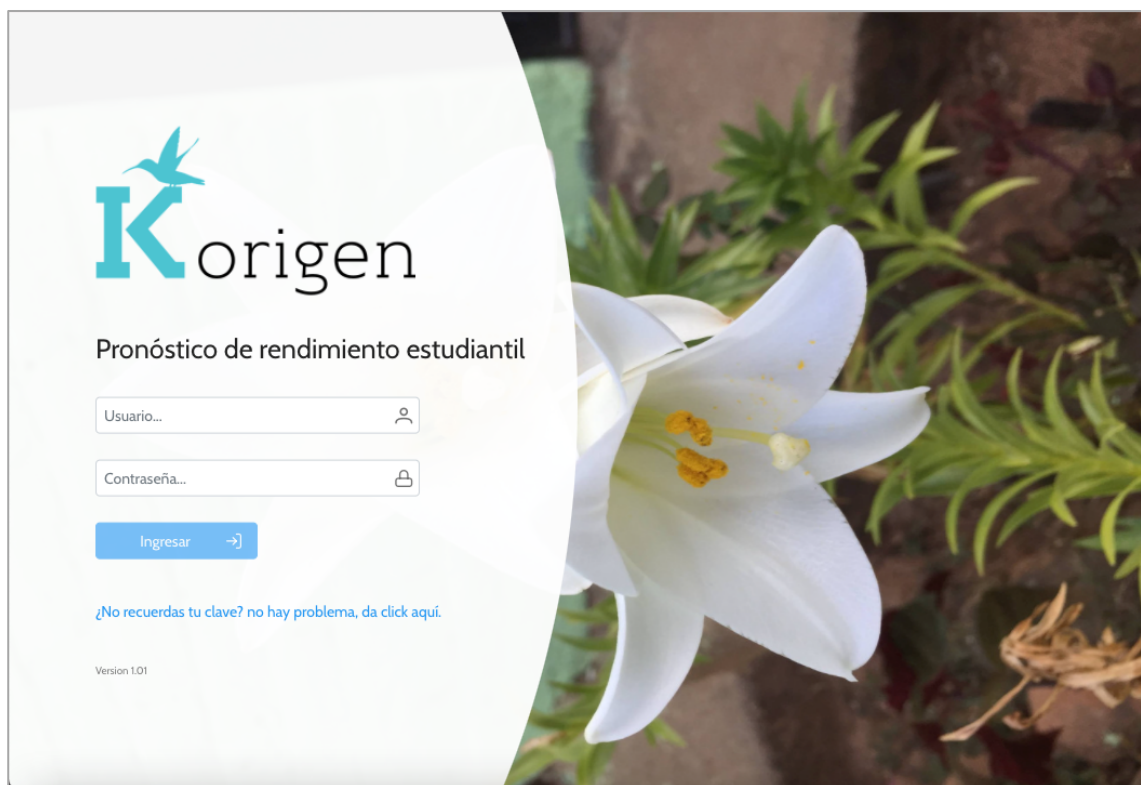 Korigen
Pronóstico de rendimiento estudiantil
Usuario...
Contraseña...
Ingresar
¿No recuerdas tu clave? no hay problema, da click aquí.
Version 1.01